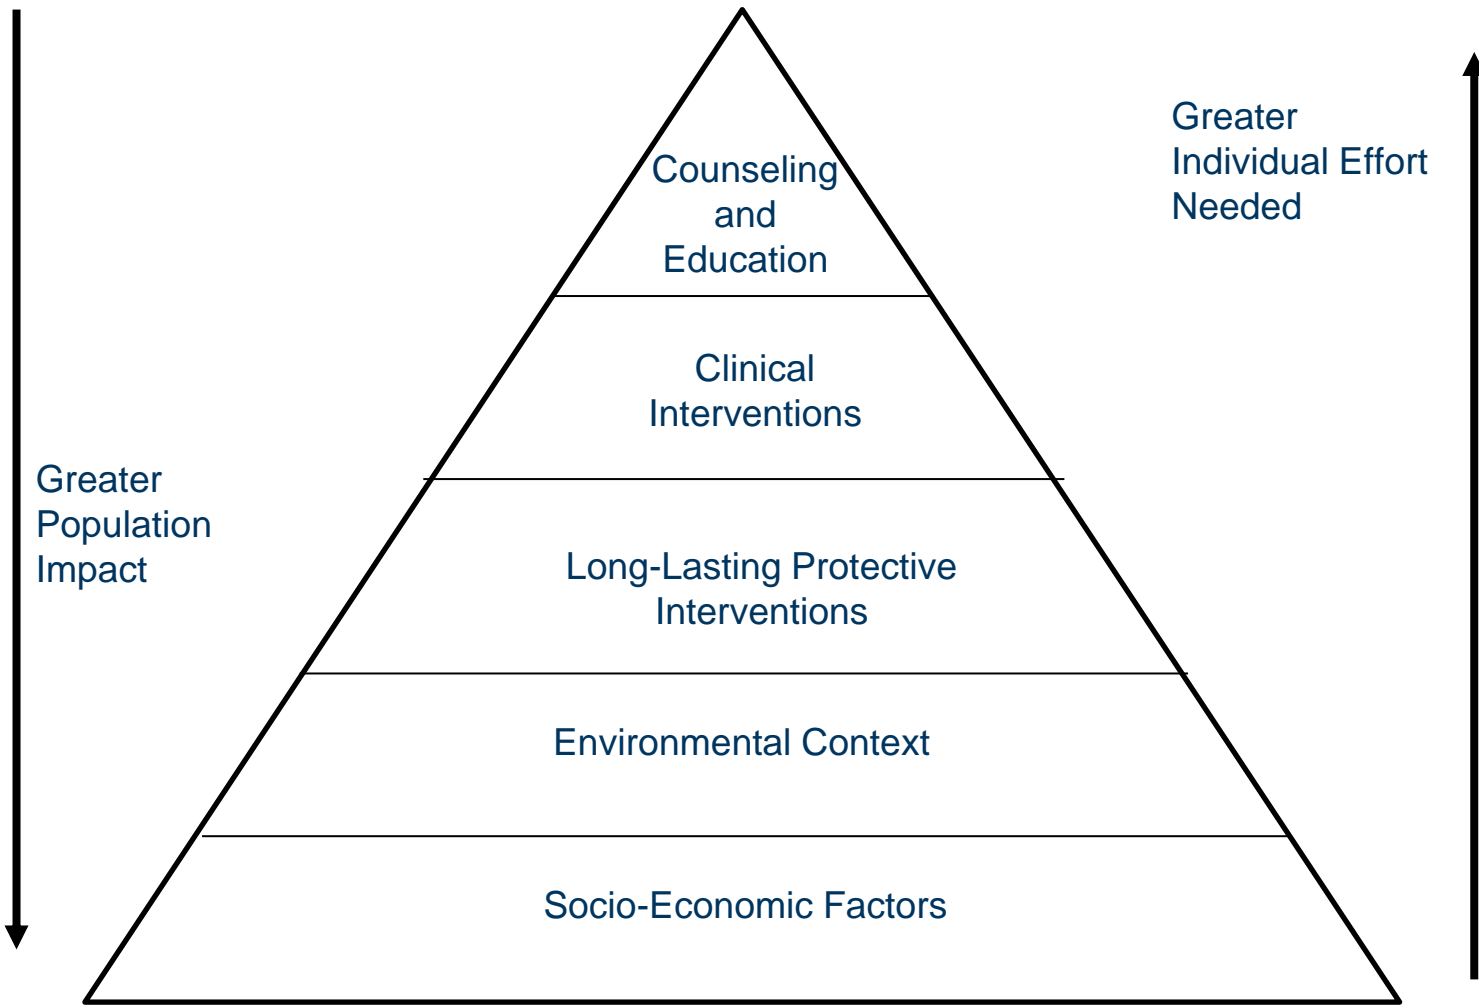 Counseling
and
Education
Greater
Individual Effort
Needed
Clinical
Interventions
Greater
Population
Impact
Long-Lasting Protective
Interventions
Environmental Context
Socio-Economic Factors